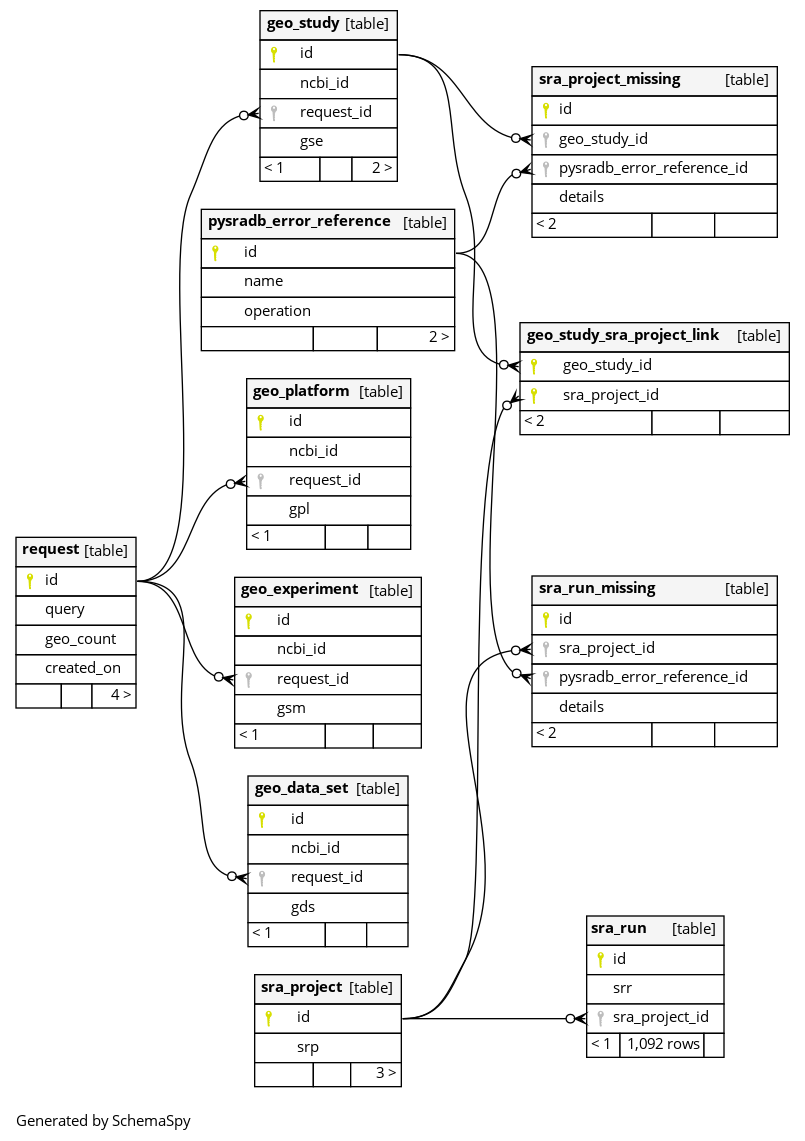 geo_study [table]
id
ncbi_id
request_id
gse
< 1 2 >
sra_project_missing [table]
id
geo_study_id
pysradb_error_reference_id
details
< 2
pysradb_error_reference [table]
id
name
operation
2 >
geo_study_sra_project_link [table]
geo_study_id
sra_project_id
< 2
geo_platform [table]
id
ncbi_id
request_id
gpl
< 1
request [table]
id
query
geo_count
created_on
4 >
geo_experiment [table]
id
ncbi_id
request_id
gsm
< 1
sra_run_missing [table]
id
sra_project_id
pysradb_error_reference_id
details
< 2
geo_data_set [table]
id
ncbi_id
request_id
gds
< 1
sra_run [table]
id
srr
sra_project_id
< 1 1,092 rows
sra_project [table]
id
srp
3 >
Generated by SchemaSpy